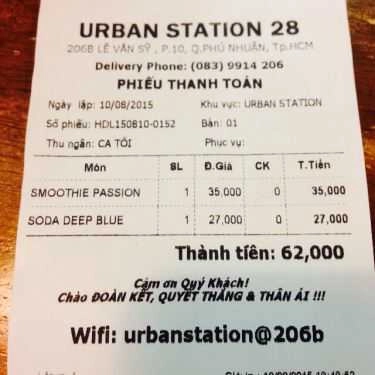 URBAN STATION 28
206B LÊ VĂN SỸ , P.10, Q.PHÚ NHUẬN, Tp.HCM
Delivery Phone: (083) 9914 206
PHIẾU THANH TOÁN
Ngày lập: 10/08/2015 Khu vực: URBAN STATION
Số phiếu: HDL150810-0152 Bàn: 01
Thu ngân: CA TỐI Phục vụ:
Món SL Đ.Giá CK T.Tiền
SMOOTHIE PASSION 1 35,000 0 35,000
SODA DEEP BLUE 1 27,000 0 27,000
Thành tiền: 62,000
Cảm ơn Quý Khách!
Chào ĐOÀN KẾT, QUYẾT THẮNG & THÂN ÁI !!!
Wifi: urbanstation@206b